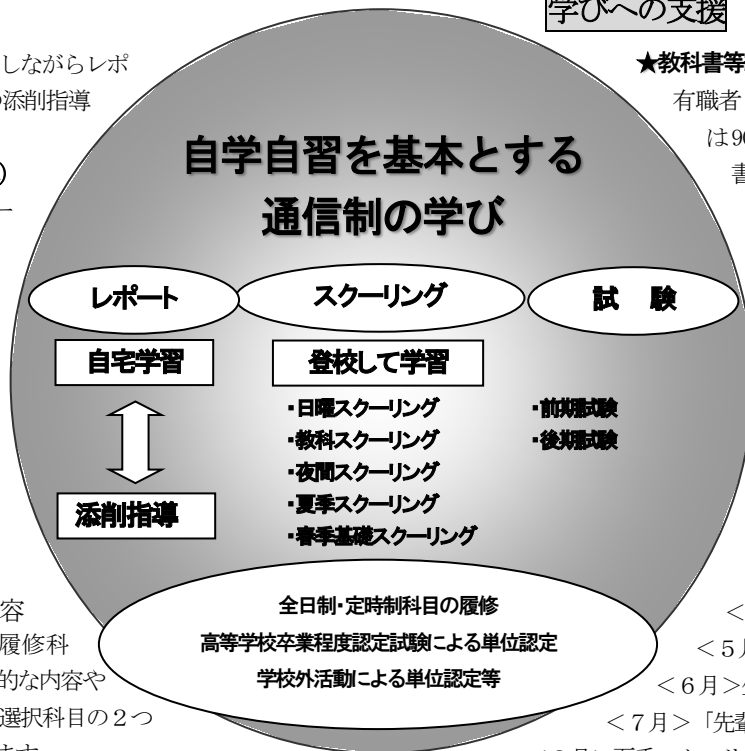 学びへの支援
しながらレポ
添削指導
★教科書等
有職者
は90
自学自習を基本とする
通信制の学び
レポート
スクーリング
試 験
自宅学習
登校して学習
・日曜スクーリング
・教科スクーリング
・夜間スクーリング
・夏季スクーリング
・春季基礎スクーリング
・前期試験
・後期試験
添削指導
全日制・定時制科目の履修
高等学校卒業程度認定試験による単位認定
学校外活動による単位認定等
容
履修科
的な内容や
選択科目の2つ
＜5月
＜6月＞
＜7月＞「先輩